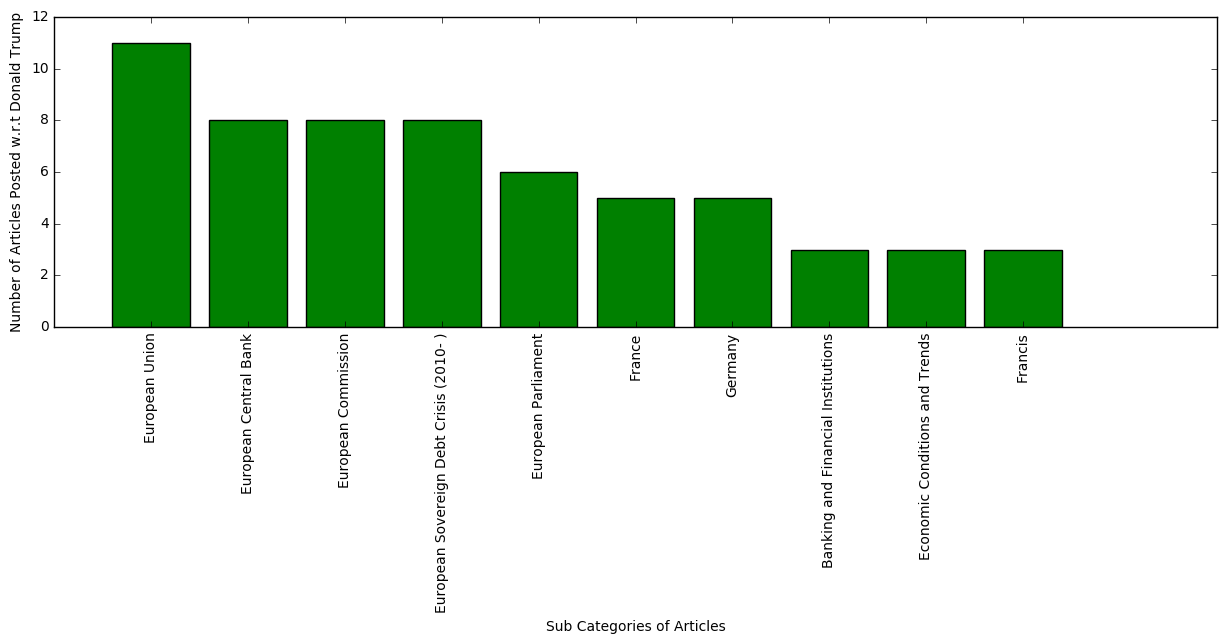 Number of Articles Posted w.r.t Donald Trump
12
10
8
6
4
2
0
European Union
European Central Bank
European Commission
European Sovereign Debt Crisis (2010- )
European Parliament
France
Germany
Banking and Financial Institutions
Economic Conditions and Trends
Francis
Sub Categories of Articles